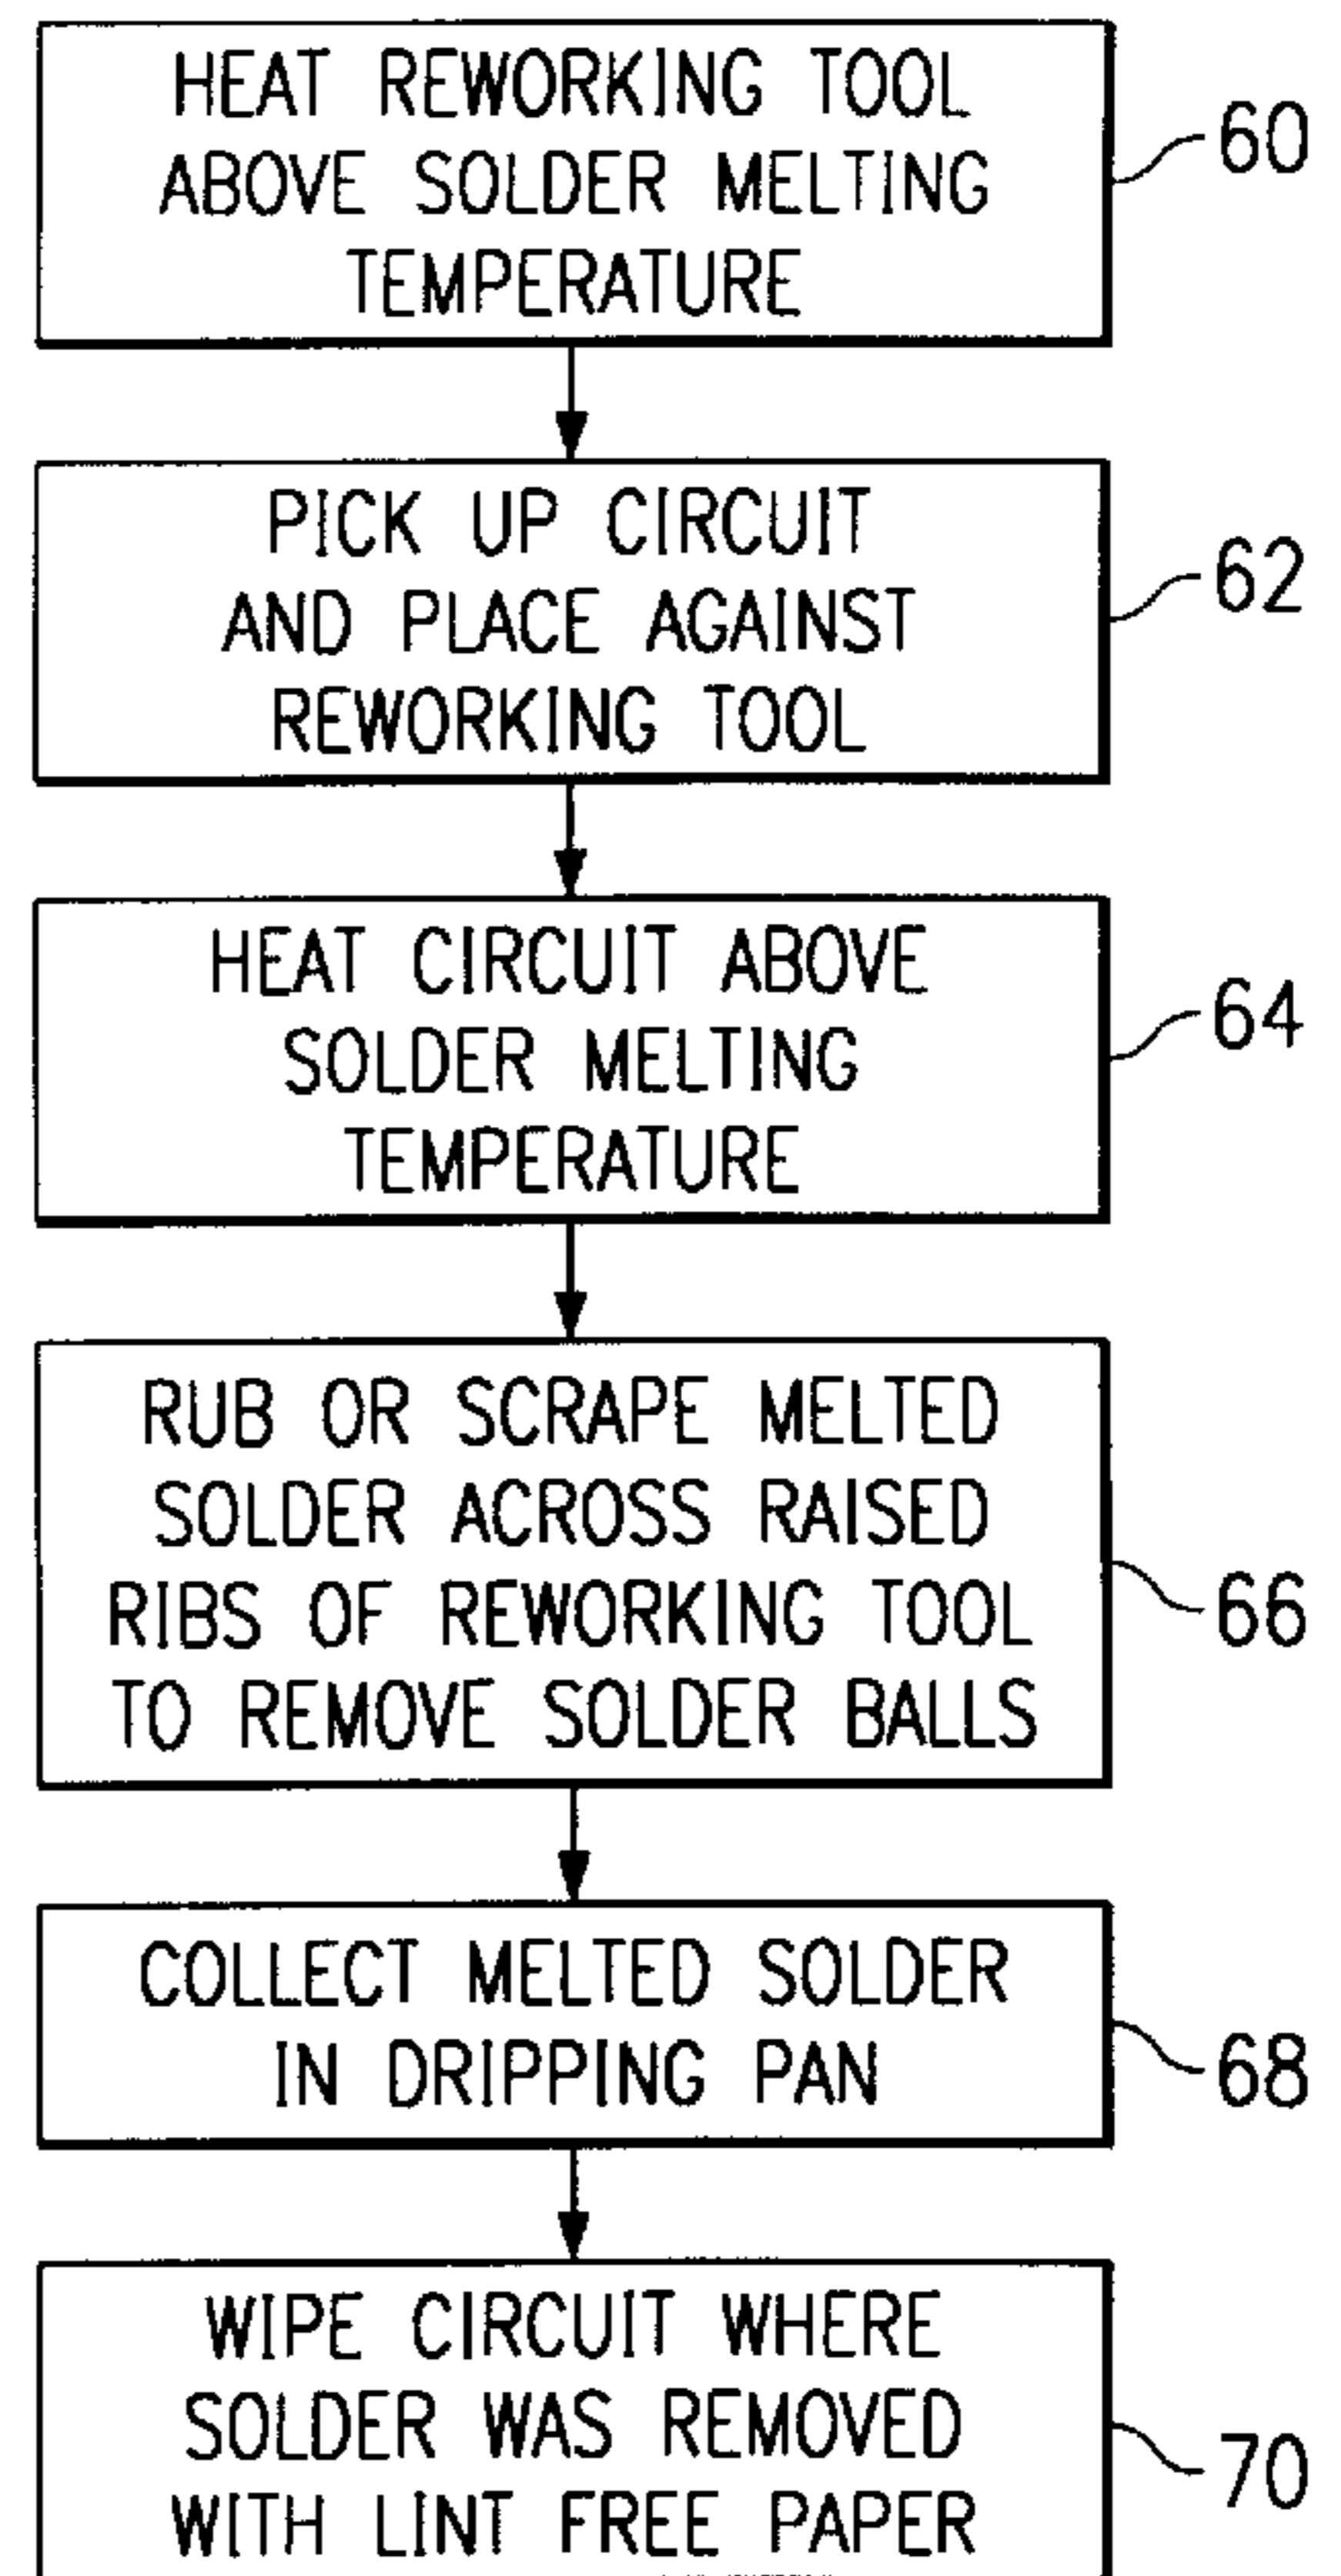 HEAT REWORKING TOOL
ABOVE SOLDER MELTING
TEMPERATURE
60
PICK UP CIRCUIT
AND PLACE AGAINST
REWORKING TOOL
62
HEAT CIRCUIT ABOVE
SOLDER MELTING
TEMPERATURE
64
RUB OR SCRAPE MELTED
SOLDER ACROSS RAISED
RIBS OF REWORKING TOOL
TO REMOVE SOLDER BALLS
66
COLLECT MELTED SOLDER
IN DRIPPING PAN
68
WIPE CIRCUIT WHERE
SOLDER WAS REMOVED
WITH LINT FREE PAPER
70